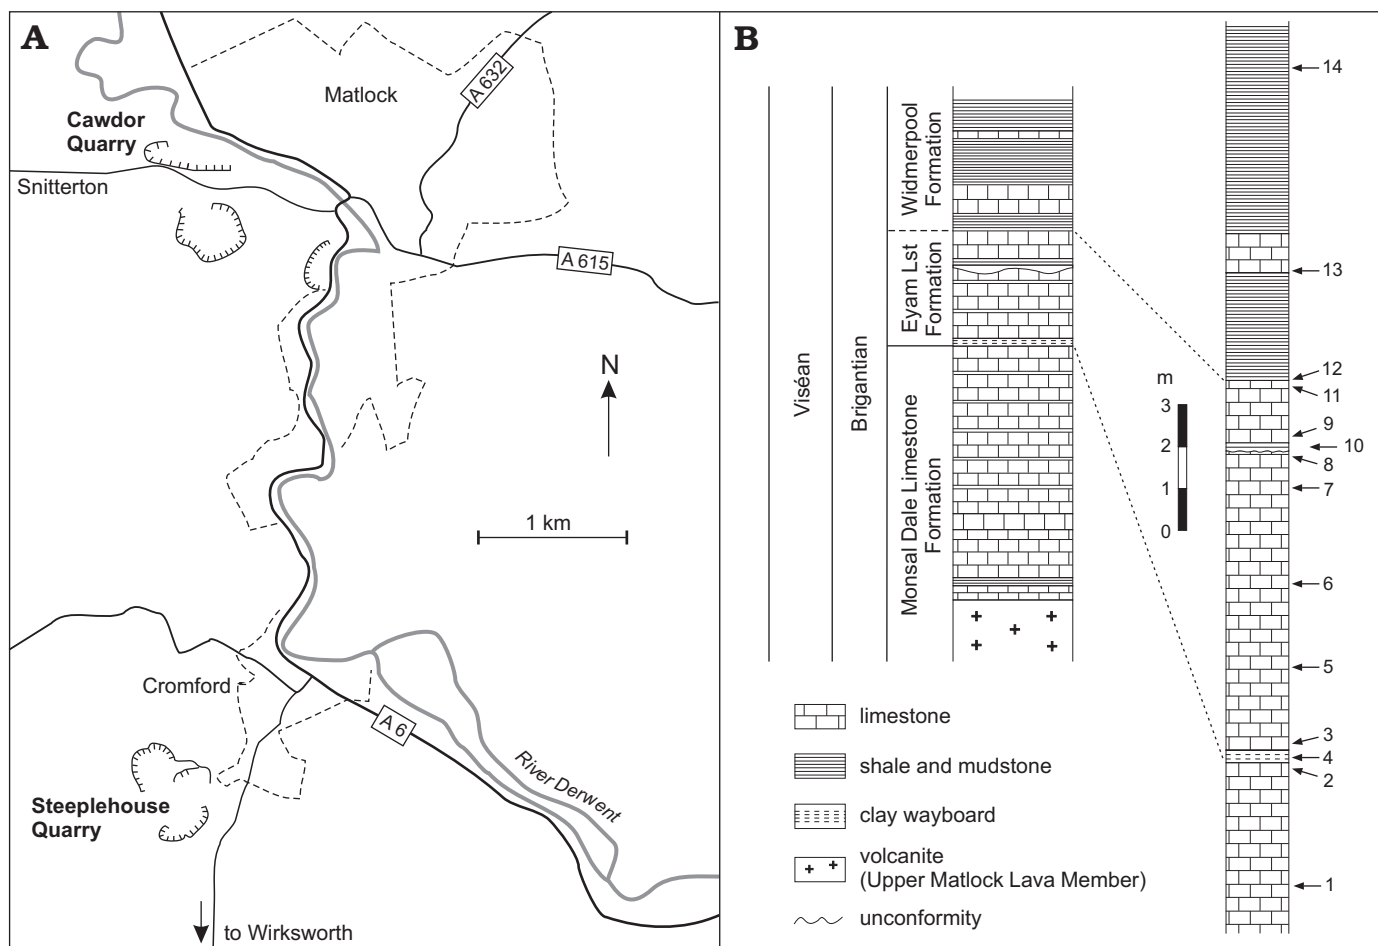 A
Matlock
A 632
Cawdor
Quarry
Snitterton
A 615
N
1 km
Cromford
A 6
River Derwent
Steeplehouse
Quarry
to Wirksworth
B
Viséan
Brigantian
Widmerpool
Formation
Eyam Lst
Formation
Monsal Dale Limestone
Formation
m
3
2
1
0
14
13
12
11
9
10
8
7
6
5
3
4
2
1
limestone
shale and mudstone
clay wayboard
volcanite
(Upper Matlock Lava Member)
unconformity